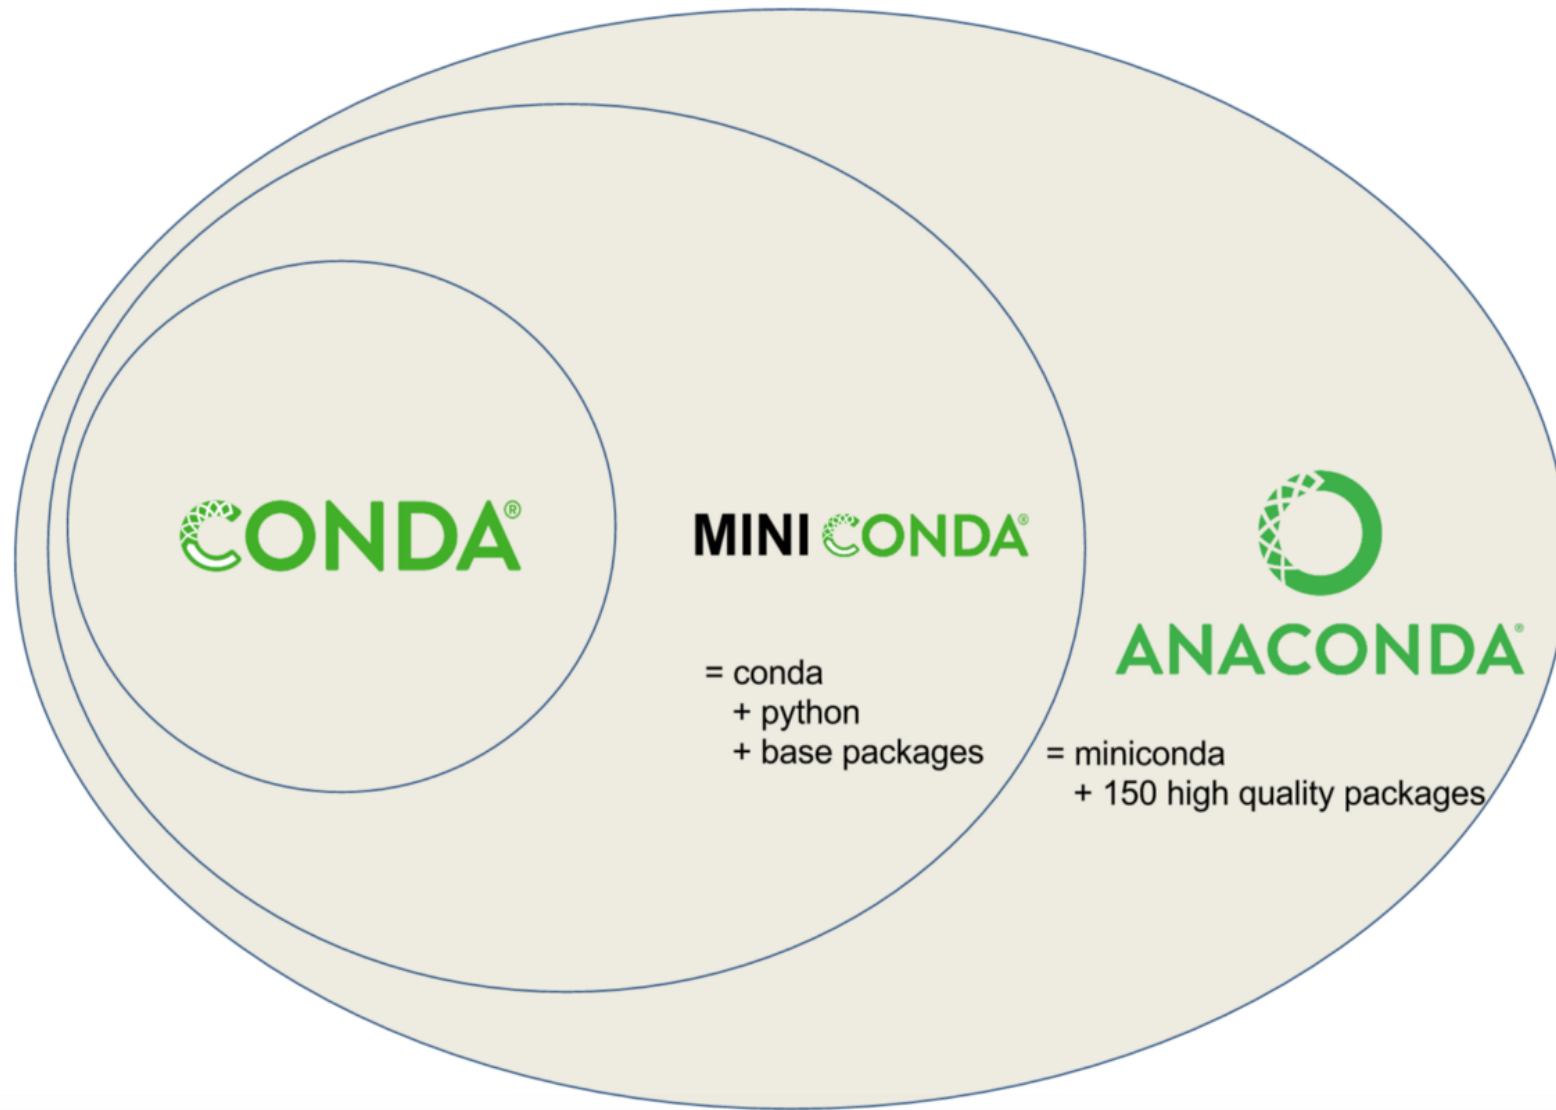 CONDA®
MINI CONDA®
= conda
+ python
+ base packages
ANACONDA®
= miniconda
+ 150 high quality packages